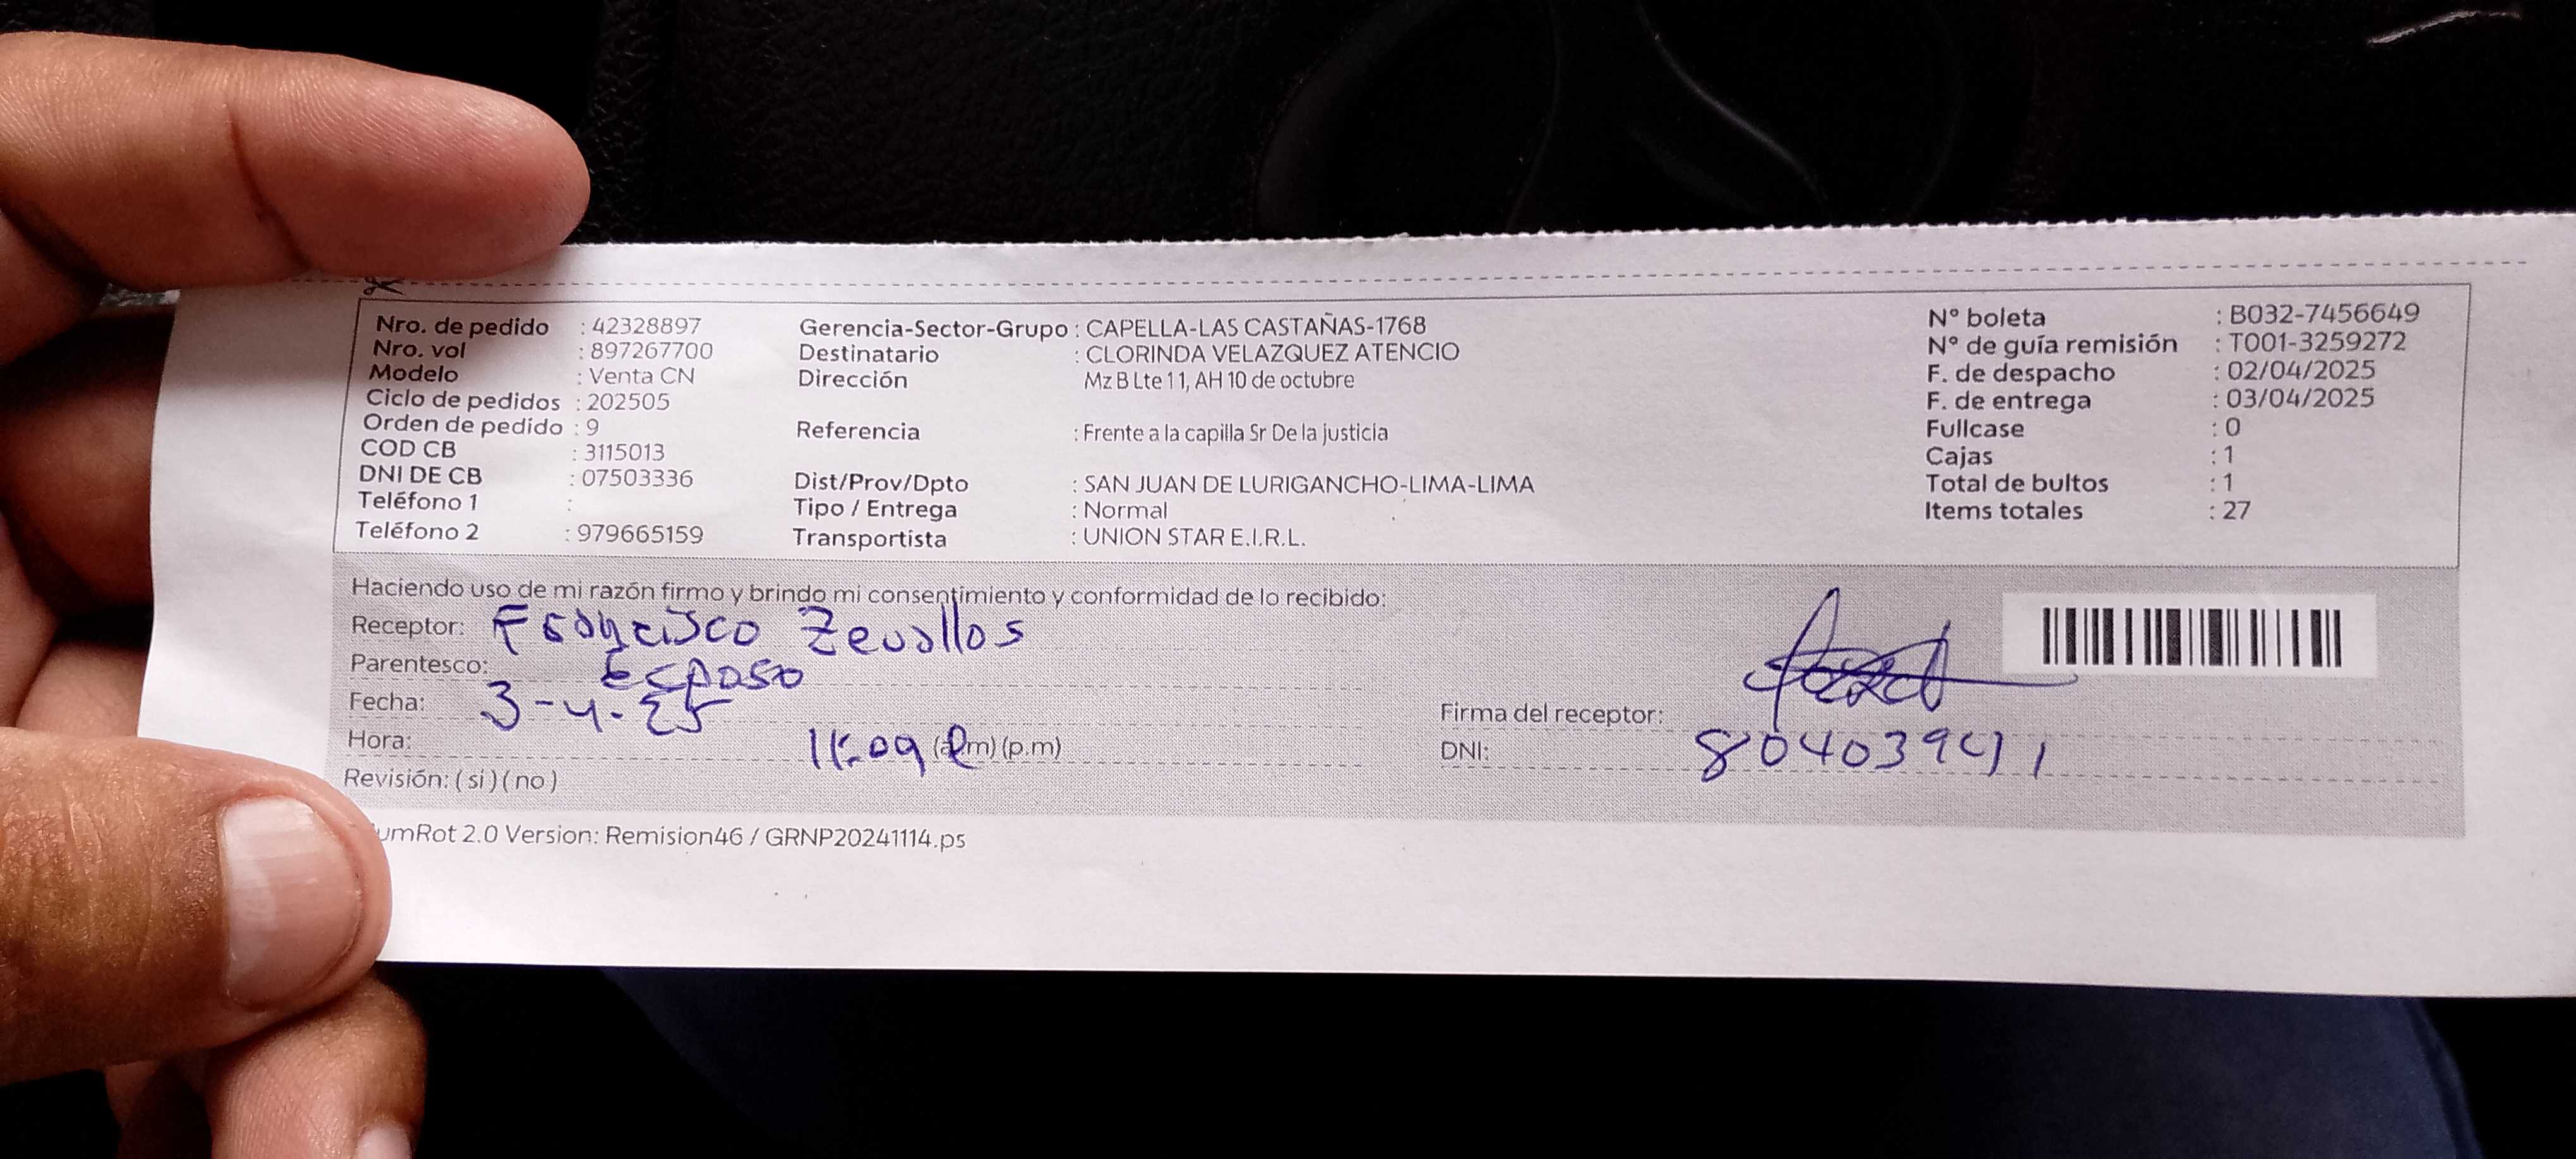 Nro. de pedido : 42328897
Nro. vol : 897267700
Modelo : Venta CN
Ciclo de pedidos : 202505
Orden de pedido : 9
COD CB : 3115013
DNI DE CB : 07503336
Teléfono 1 :
Teléfono 2 : 979665159
Gerencia-Sector-Grupo : CAPELLA-LAS CASTAÑAS-1768
Destinatario : CLORINDA VELAZQUEZ ATENCIO
Dirección Mz B Lte 11, AH 10 de octubre
Referencia : Frente a la capilla Sr De la justicia
Dist/Prov/Dpto : SAN JUAN DE LURIGANCHO-LIMA-LIMA
Tipo / Entrega : Normal
Transportista : UNION STAR E.I.R.L.
N° boleta : B032-7456649
N° de guía remisión : T001-3259272
F. de despacho : 02/04/2025
F. de entrega : 03/04/2025
Fullcase : 0
Cajas : 1
Total de bultos : 1
Items totales : 27
Haciendo uso de mi razón firmo y brindo mi consentimiento y conformidad de lo recibido:
Receptor: Francisco Zevallos
Parentesco: Esposo
Fecha: 3-4-25
Hora: (a.m) (p.m)
Revisión: ( si ) ( no )
Firma del receptor:
DNI: 80403941
umRot 2.0 Version: Remision46 / GRNP20241114.ps